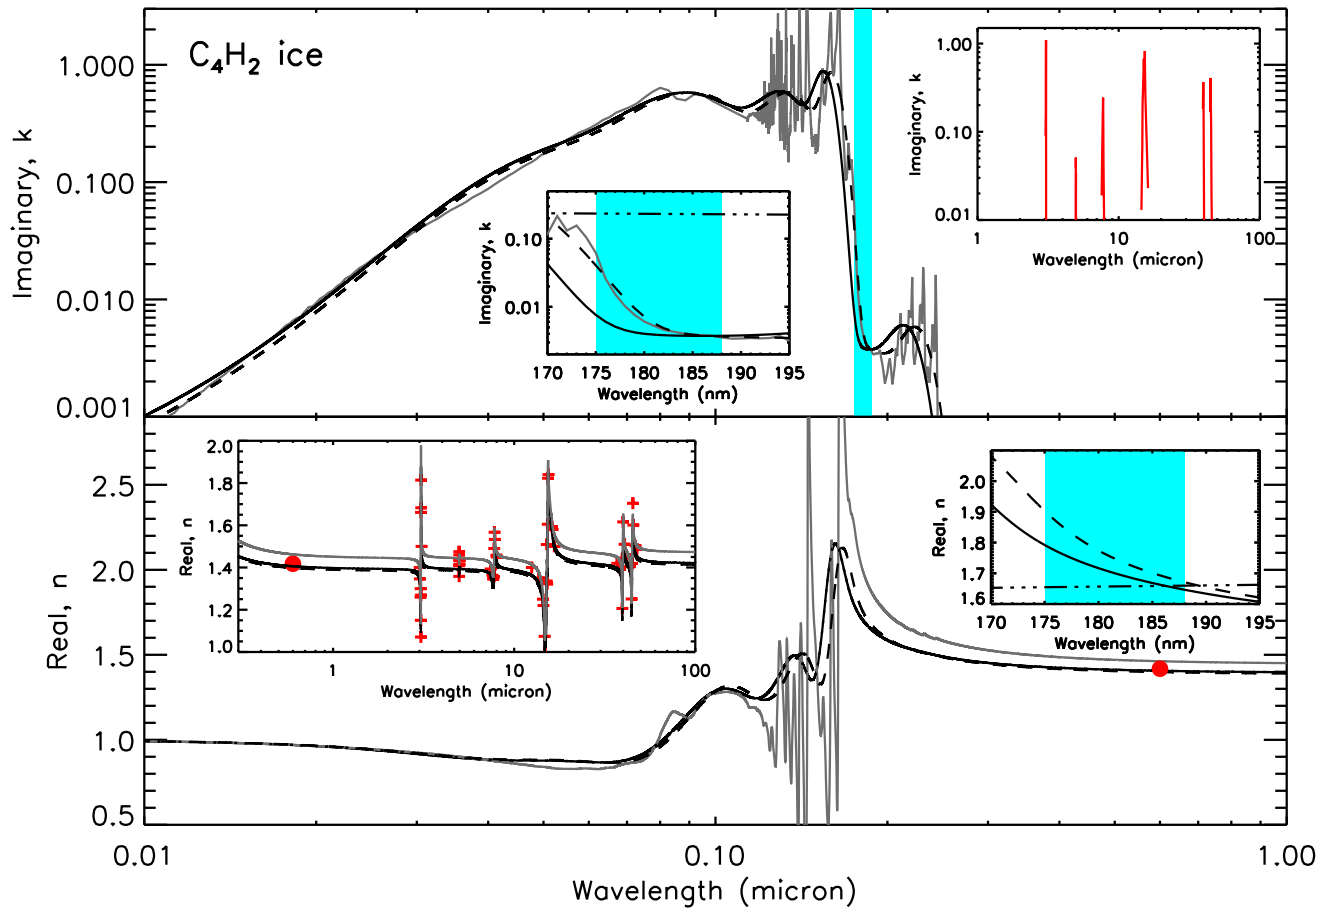 C4H2 ice
Imaginary, k
1.000
0.100
0.010
0.001
Imaginary, k
0.10
0.01
170 175 180 185 190 195
Wavelength (nm)
Imaginary, k
1.00
0.10
0.01
1 10 100
Wavelength (micron)
Real, n
2.5
2.0
1.5
1.0
0.5
Real, n
2.0
1.8
1.6
1.4
1.2
1.0
1 10 100
Wavelength (micron)
Real, n
2.0
1.9
1.8
1.7
1.6
170 175 180 185 190 195
Wavelength (nm)
0.01 0.10 1.00
Wavelength (micron)